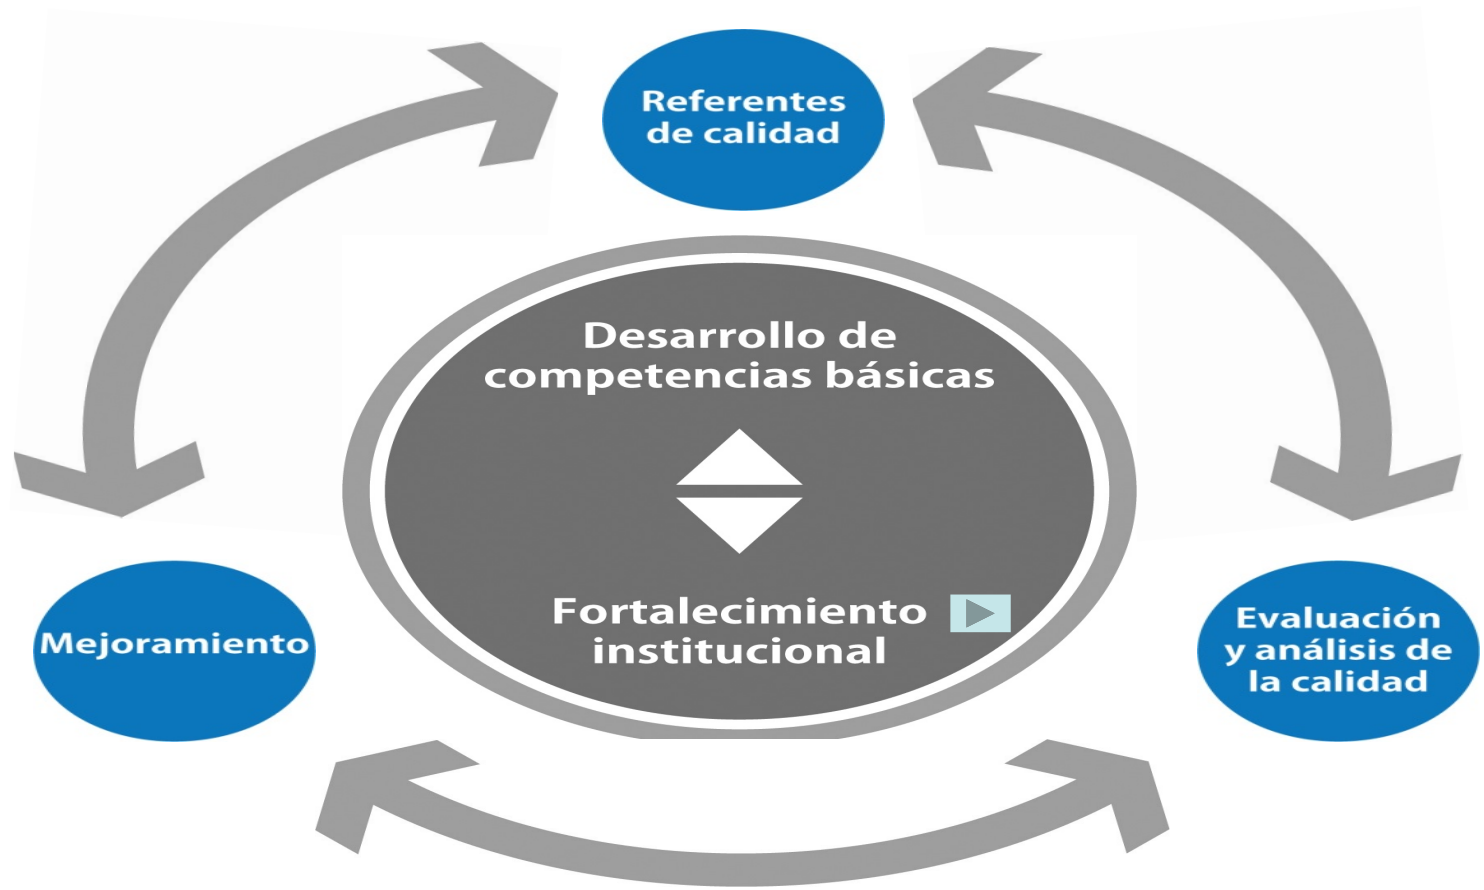 Referentes
de calidad
Desarrollo de
competencias básicas
Fortalecimiento
institucional
Mejoramiento
Evaluación
y análisis de
la calidad